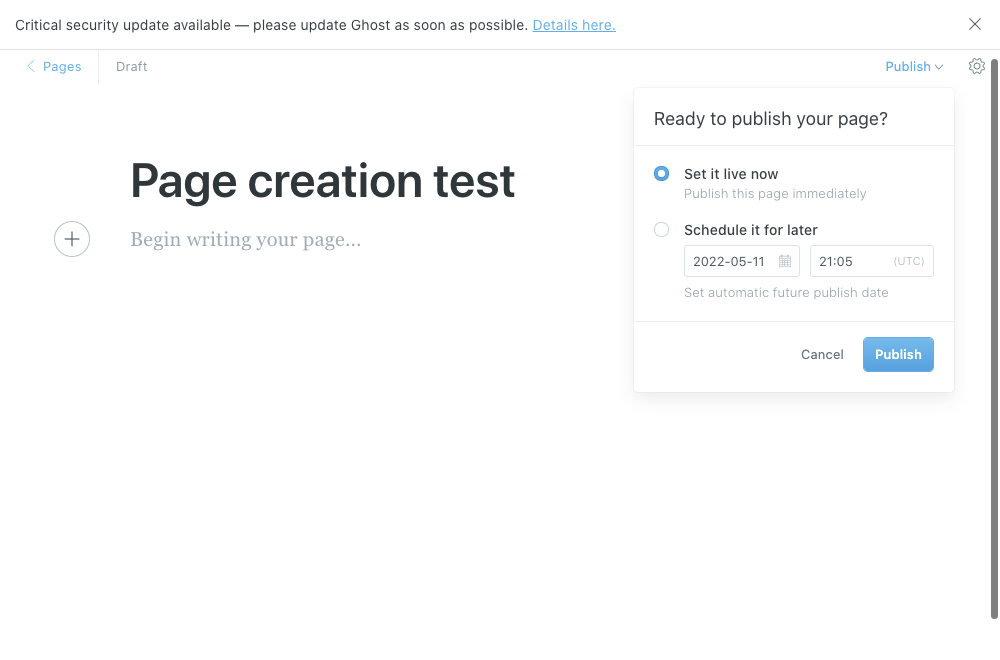 Critical security update available — please update Ghost as soon as possible. Details here.
Pages
Draft
Publish
Ready to publish your page?
Page creation test
Begin writing your page...
Set it live now
Publish this page immediately
Schedule it for later
2022-05-11
21:05 (UTC)
Set automatic future publish date
Cancel
Publish